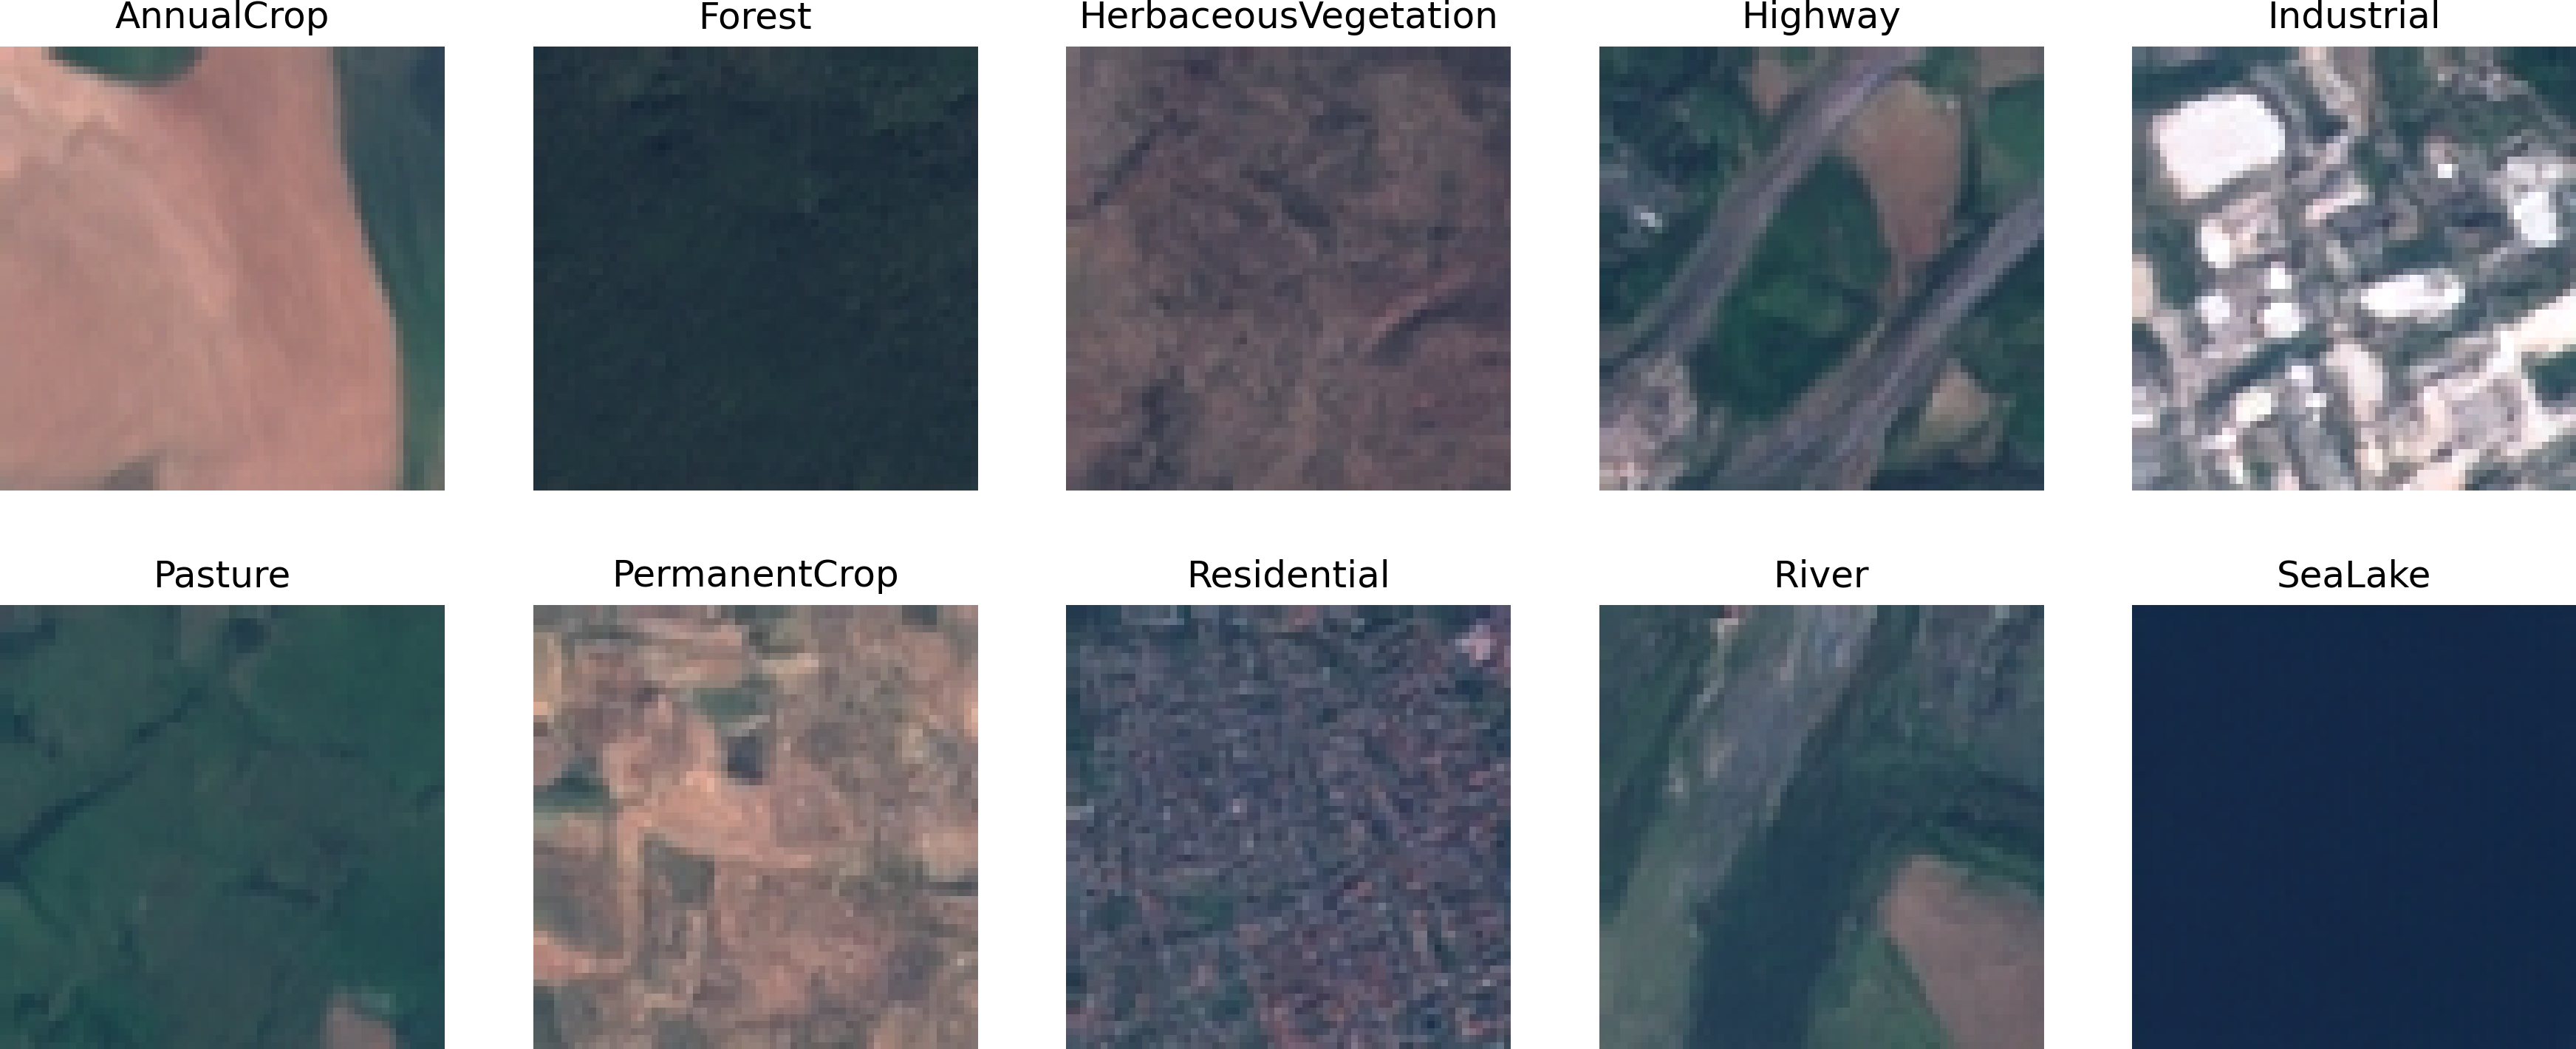 AnnualCrop
Forest
HerbaceousVegetation
Highway
Industrial
Pasture
PermanentCrop
Residential
River
SeaLake